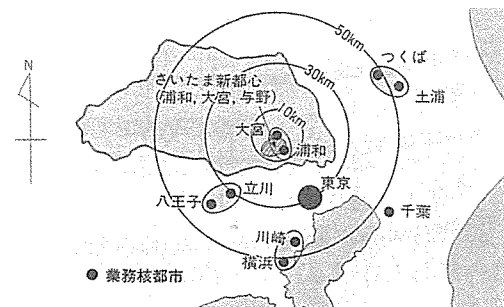 N
50km
つくば
土浦
さいたま新都心
(浦和,大宮,与野)
30km
10km
大宮
浦和
東京
立川
八王子
千葉
川崎
横浜
● 業務核都市